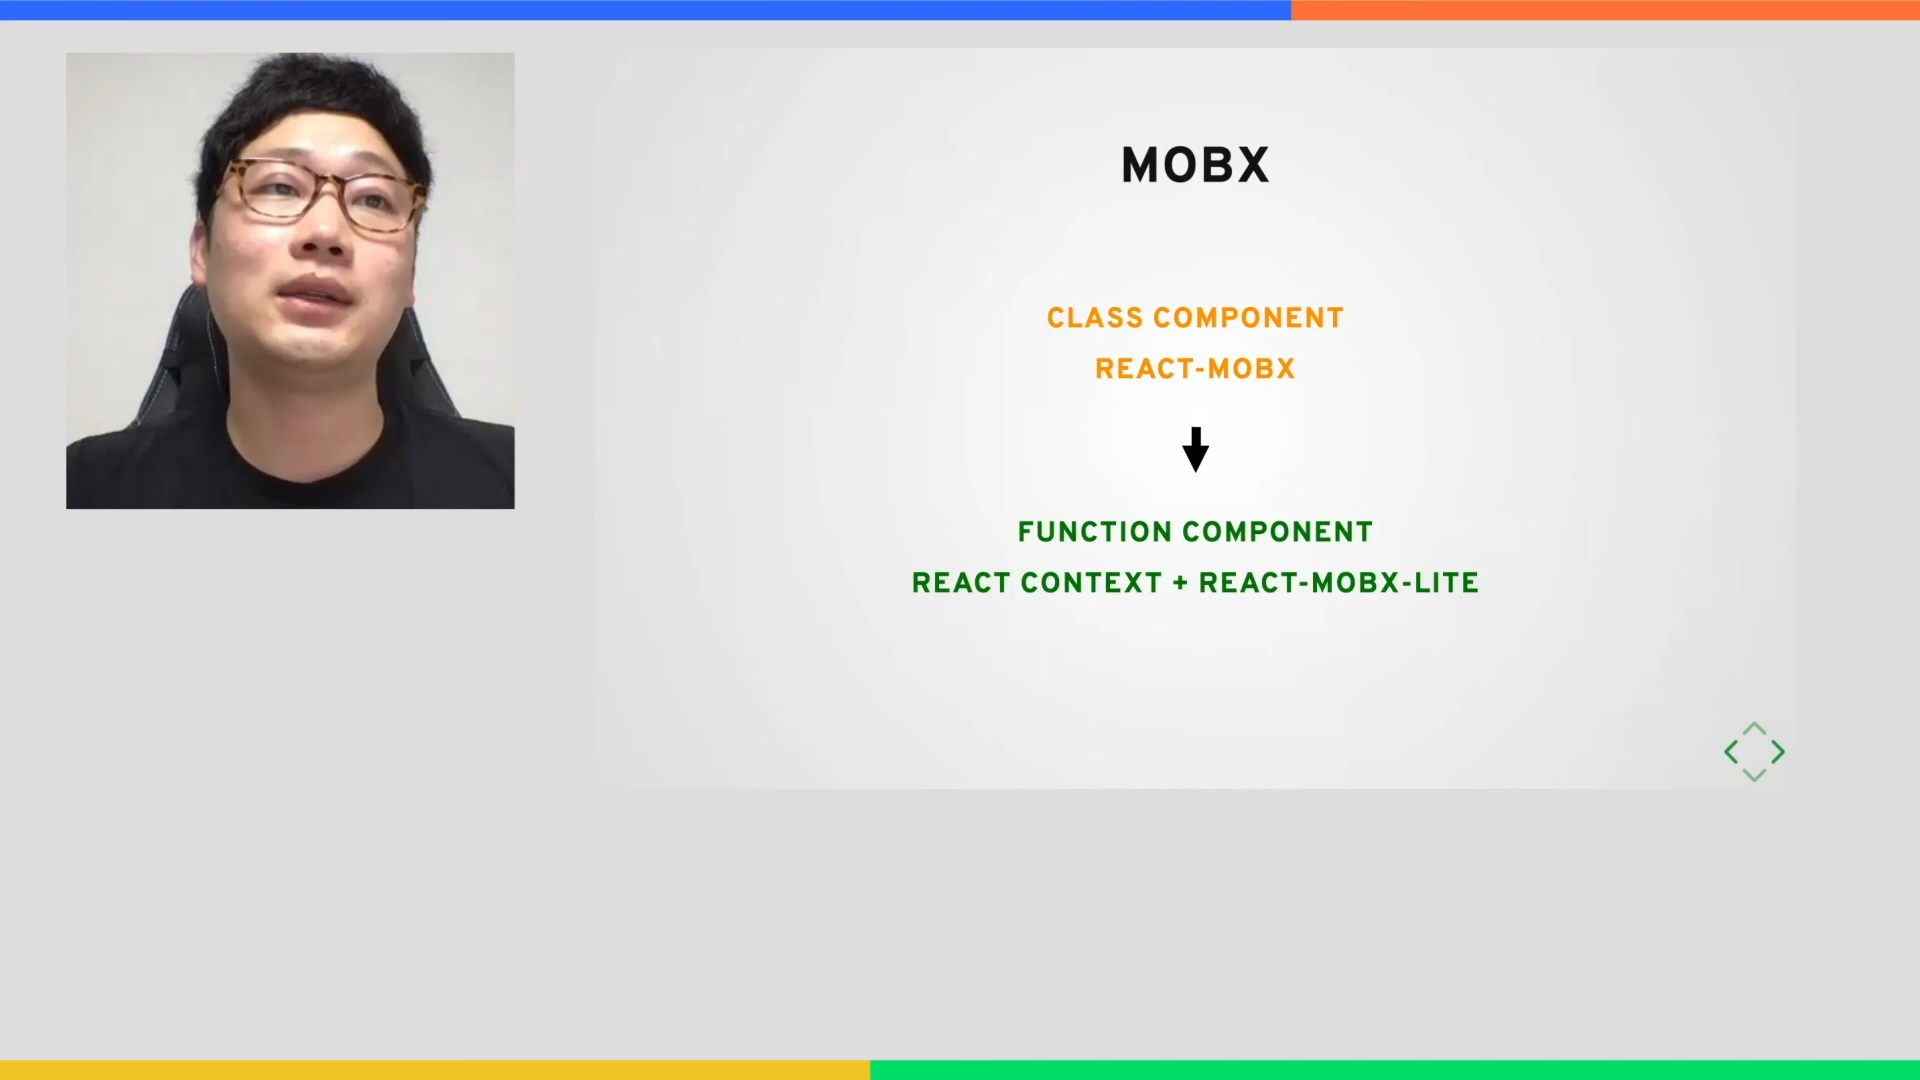 MOBX
CLASS COMPONENT
REACT-MOBX
FUNCTION COMPONENT
REACT CONTEXT + REACT-MOBX-LITE